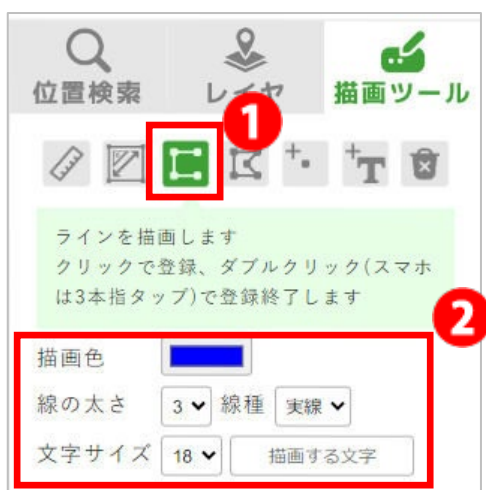 位置検索 レイヤ 描画ツール
1
T
ラインを描画します
クリックで登録、ダブルクリック(スマホ
は3本指タップ)で登録終了します
2
描画色
線の太さ 3 線種 実線
文字サイズ 18 描画する文字